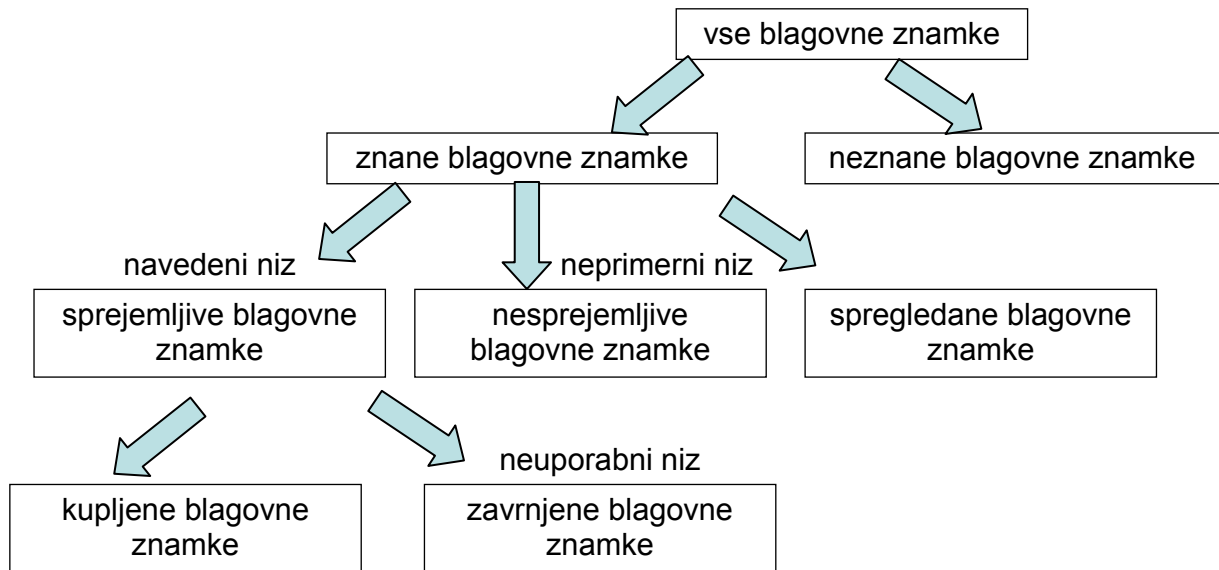 vse blagovne znamke
znane blagovne znamke
neznane blagovne znamke
navedeni niz
neprimerni niz
sprejemljive blagovne
znamke
nesprejemljive
blagovne znamke
spregledane blagovne
znamke
neuporabni niz
kupljene blagovne
znamke
zavrnjene blagovne
znamke